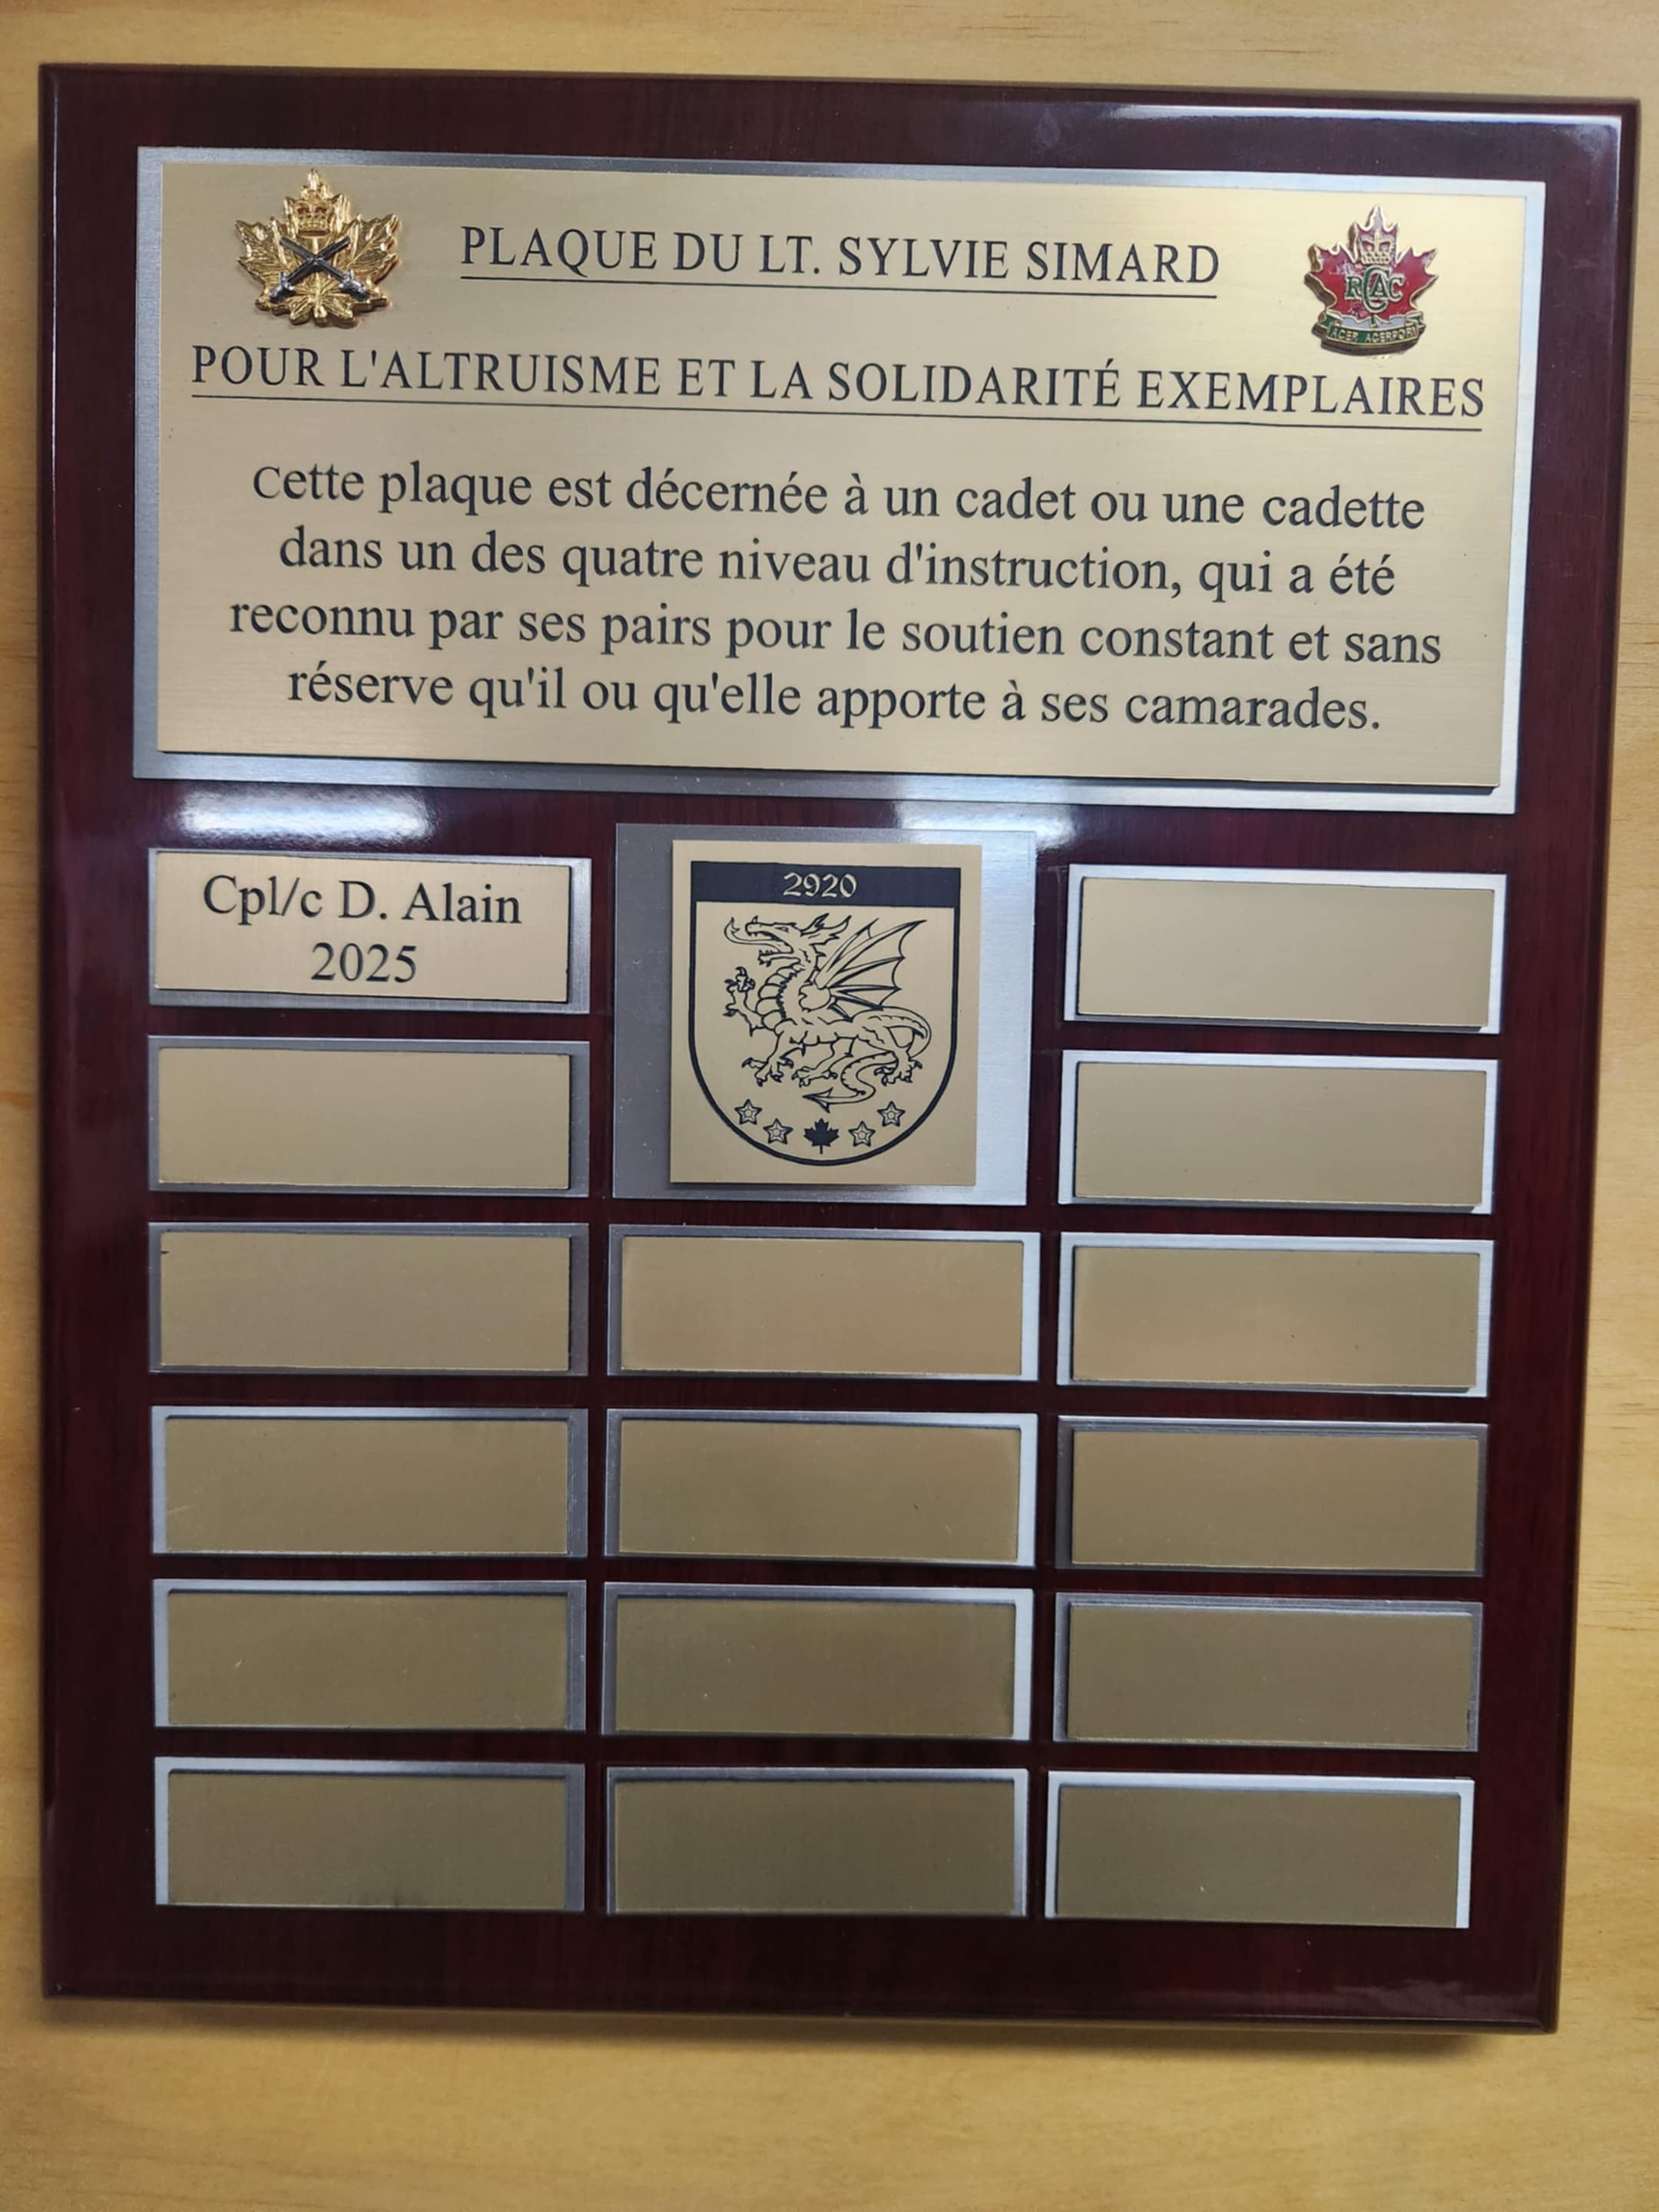 PLAQUE DU LT. SYLVIE SIMARD
RCAC
ACER ACERPORI
POUR L'ALTRUISME ET LA SOLIDARITÉ EXEMPLAIRES
Cette plaque est décernée à un cadet ou une cadette
dans un des quatre niveau d'instruction, qui a été
reconnu par ses pairs pour le soutien constant et sans
réserve qu'il ou qu'elle apporte à ses camarades.
Cpl/c D. Alain
2025
2920